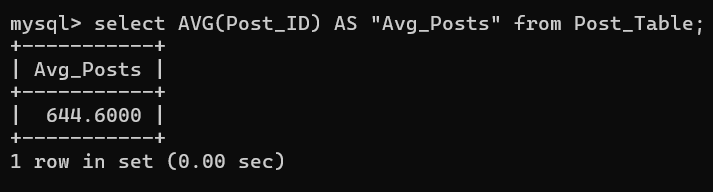 mysql> select AVG(Post_ID) AS "Avg_Posts" from Post_Table;
+-----------+
| Avg_Posts |
+-----------+
|  644.6000 |
+-----------+
1 row in set (0.00 sec)